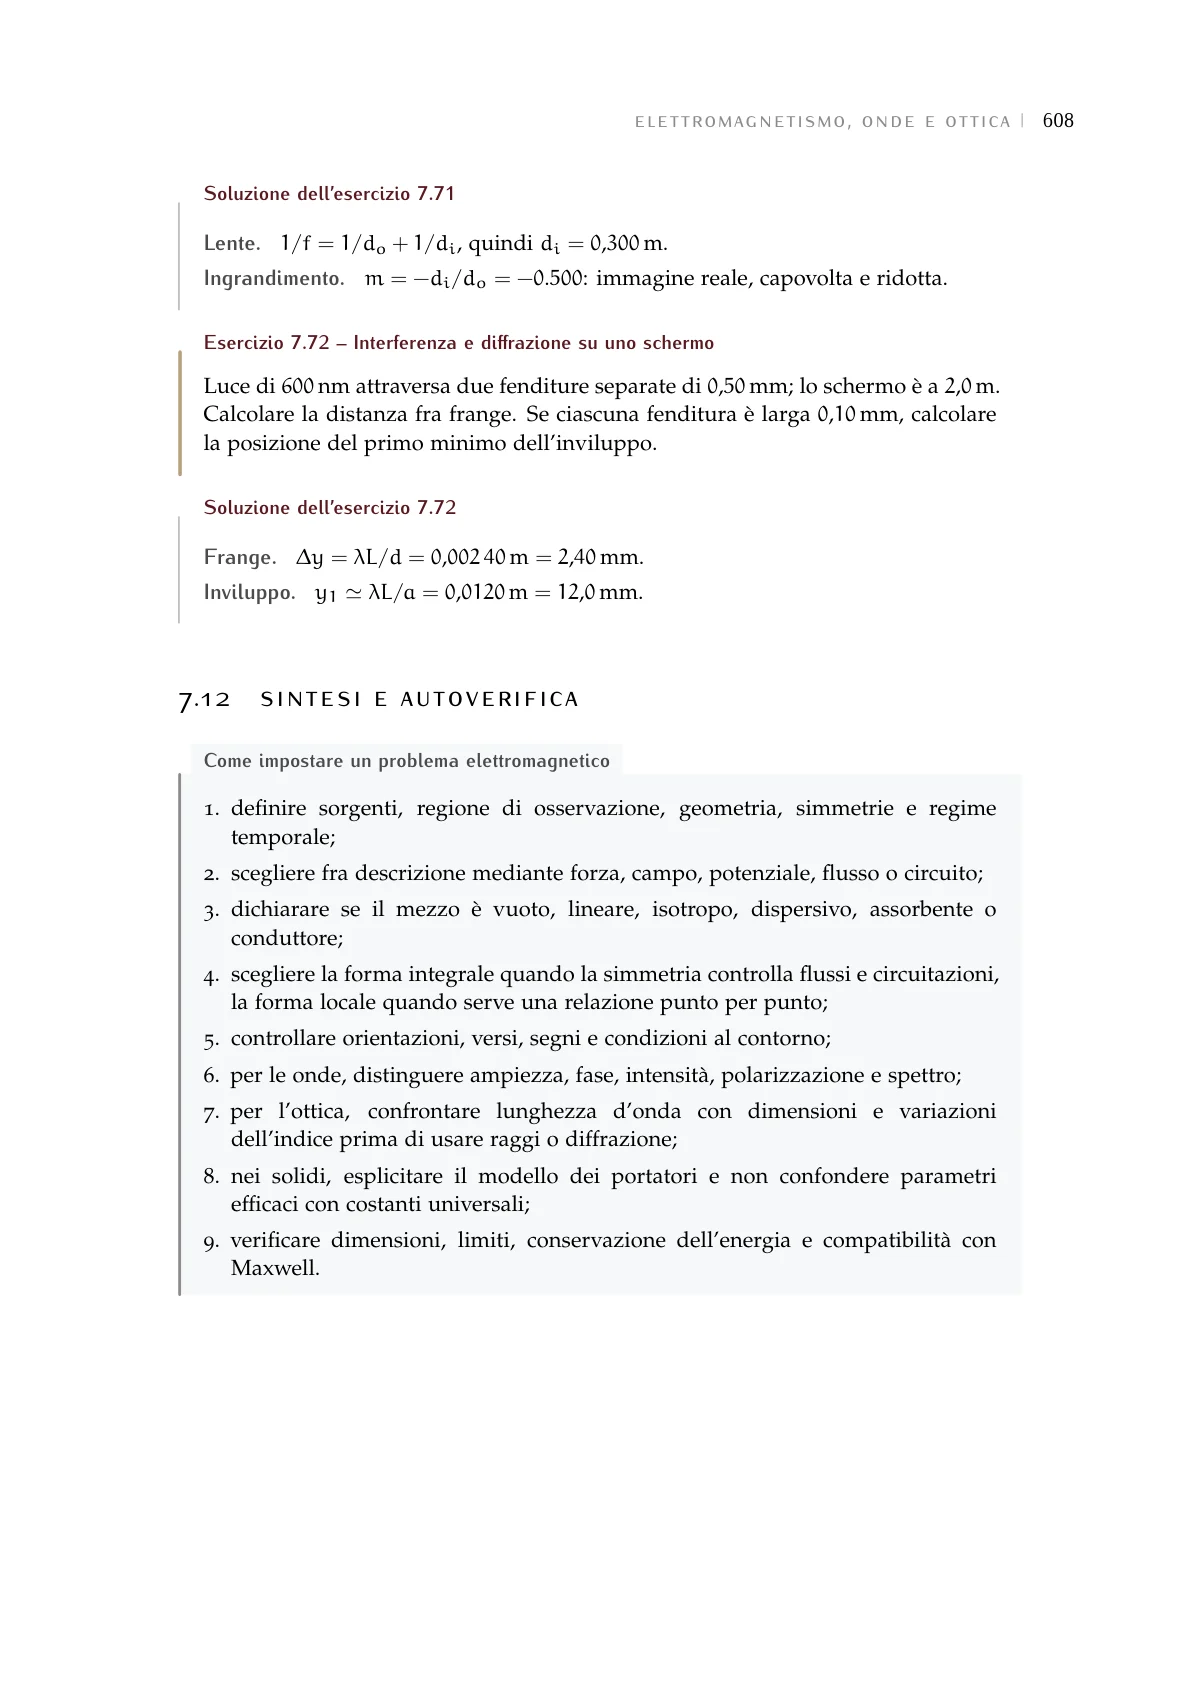 ELETTROMAGNETISMO, ONDE E OTTICA | 608
Soluzione dell'esercizio 7.71
Lente. 1/f = 1/dₒ + 1/dᵢ, quindi dᵢ = 0,300 m.
Ingrandimento. m = −dᵢ/dₒ = −0.500: immagine reale, capovolta e ridotta.
Esercizio 7.72 – Interferenza e diffrazione su uno schermo
Luce di 600 nm attraversa due fenditure separate di 0,50 mm; lo schermo è a 2,0 m.
Calcolare la distanza fra frange. Se ciascuna fenditura è larga 0,10 mm, calcolare
la posizione del primo minimo dell'inviluppo.
Soluzione dell'esercizio 7.72
Frange. Δy = λL/d = 0,002 40 m = 2,40 mm.
Inviluppo. y₁ ≃ λL/a = 0,0120 m = 12,0 mm.
7.12 SINTESI E AUTOVERIFICA
Come impostare un problema elettromagnetico
1. definire sorgenti, regione di osservazione, geometria, simmetrie e regime
temporale;
2. scegliere fra descrizione mediante forza, campo, potenziale, flusso o circuito;
3. dichiarare se il mezzo è vuoto, lineare, isotropo, dispersivo, assorbente o
conduttore;
4. scegliere la forma integrale quando la simmetria controlla flussi e circuitazioni,
la forma locale quando serve una relazione punto per punto;
5. controllare orientazioni, versi, segni e condizioni al contorno;
6. per le onde, distinguere ampiezza, fase, intensità, polarizzazione e spettro;
7. per l'ottica, confrontare lunghezza d'onda con dimensioni e variazioni
dell'indice prima di usare raggi o diffrazione;
8. nei solidi, esplicitare il modello dei portatori e non confondere parametri
efficaci con costanti universali;
9. verificare dimensioni, limiti, conservazione dell'energia e compatibilità con
Maxwell.